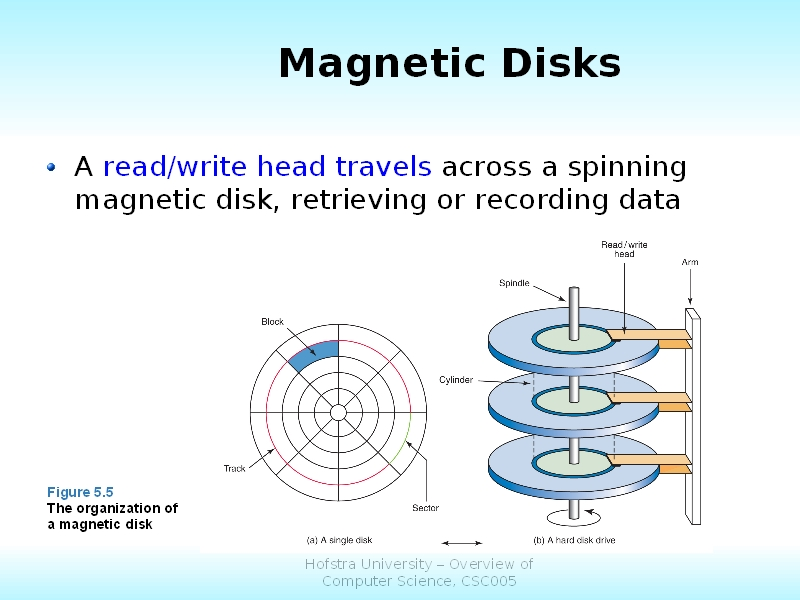 Magnetic Disks
A read/write head travels across a spinning
magnetic disk, retrieving or recording data
Read/write
head
Arm
Spindle
Block
Cylinder
Track
Sector
Figure 5.5
The organization of
a magnetic disk
(a) A single disk
(b) A hard disk drive
Hofstra University – Overview of
Computer Science, CSC005